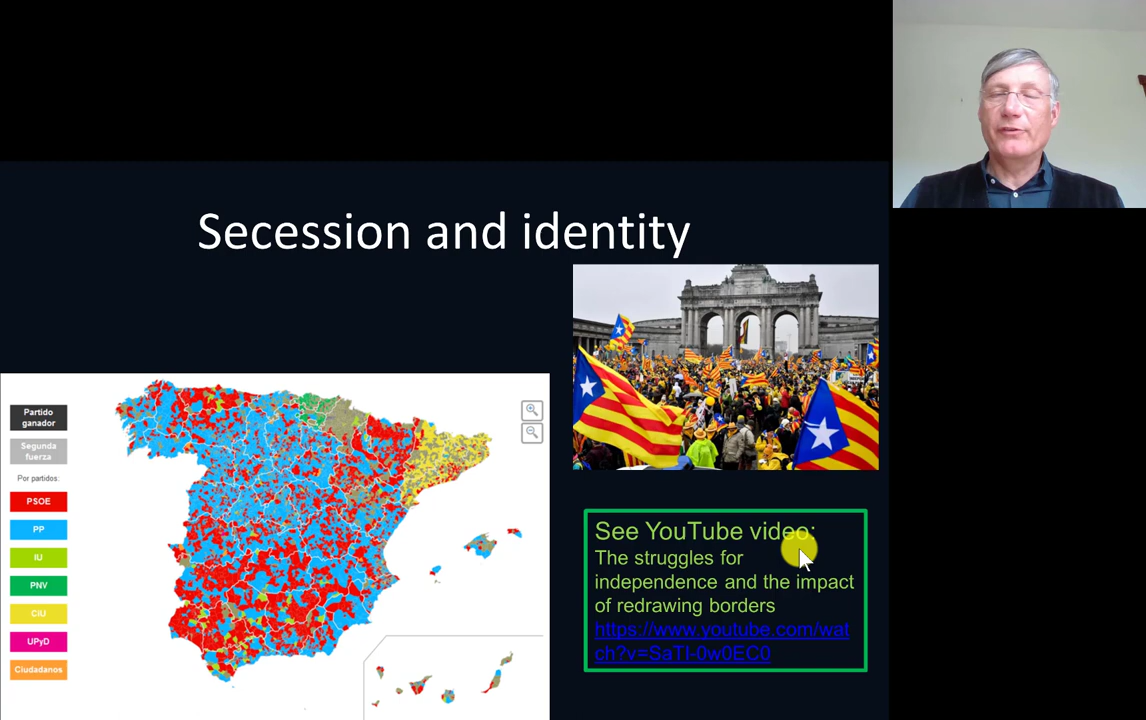 Secession and identity
Partido
ganador
Segunda
fuerza
Por partidos:
PSOE
PP
IU
PNV
CiU
UPyD
Ciudadanos
See YouTube video:
The struggles for
independence and the impact
of redrawing borders
https://www.youtube.com/wat
ch?v=SaTI-0w0EC0